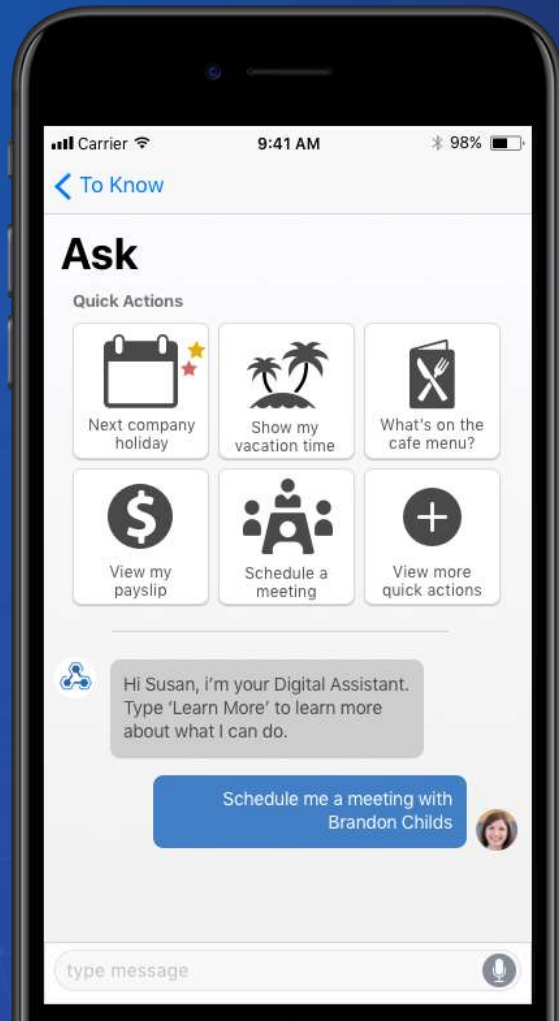 Carrier
9:41 AM
98%
To Know
Ask
Quick Actions
Next company
holiday
Show my
vacation time
What's on the
cafe menu?
View my
payslip
Schedule a
meeting
View more
quick actions
Hi Susan, i'm your Digital Assistant.
Type ‘Learn More’ to learn more
about what I can do.
Schedule me a meeting with
Brandon Childs
type message